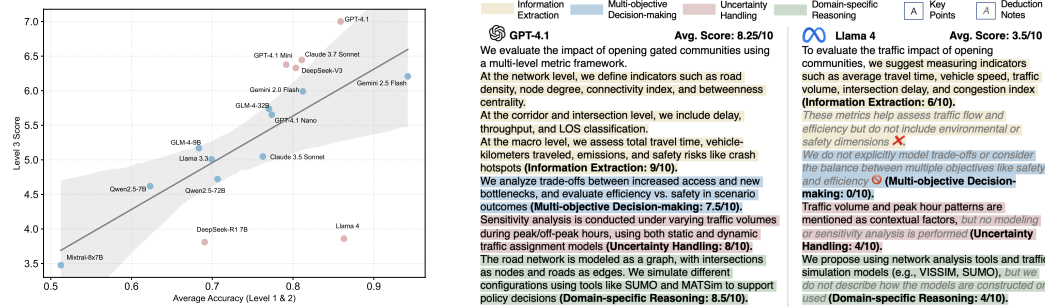 7.0
6.5
6.0
5.5
5.0
4.5
4.0
3.5
0.5
0.6
0.7
0.8
0.9
Level 3 Score
Average Accuracy (Level 1 & 2)
GPT-4.1
GPT-4.1 Mini
Claude 3.7 Sonnet
DeepSeek-V3
Gemini 2.5 Flash
Gemini 2.0 Flash
GLM-4-32B
GPT-4.1 Nano
GLM-4-9B
Llama 3.3
Claude 3.5 Sonnet
Qwen2.5-7B
Qwen2.5-72B
DeepSeek-R1 7B
Llama 4
Mixtral-8x7B
Information
Extraction
Multi-objective
Decision-making
Uncertainty
Handling
Domain-specific
Reasoning
A
Key
Points
A
Deduction
Notes
GPT-4.1 Avg. Score: 8.25/10
We evaluate the impact of opening gated communities using
a multi-level metric framework.
At the network level, we define indicators such as road
density, node degree, connectivity index, and betweenness
centrality.
At the corridor and intersection level, we include delay,
throughput, and LOS classification.
At the macro level, we assess total travel time, vehicle-
kilometers traveled, emissions, and safety risks like crash
hotspots (Information Extraction: 9/10).
We analyze trade-offs between increased access and new
bottlenecks, and evaluate efficiency vs. safety in scenario
outcomes (Multi-objective Decision-making: 7.5/10).
Sensitivity analysis is conducted under varying traffic volumes
during peak/off-peak hours, using both static and dynamic
traffic assignment models (Uncertainty Handling: 8/10).
The road network is modeled as a graph, with intersections
as nodes and roads as edges. We simulate different
configurations using tools like SUMO and MATSim to support
policy decisions (Domain-specific Reasoning: 8.5/10).
Llama 4 Avg. Score: 3.5/10
To evaluate the traffic impact of opening
communities, we suggest measuring indicators
such as average travel time, vehicle speed, traffic
volume, intersection delay, and congestion index
(Information Extraction: 6/10).
These metrics help assess traffic flow and
efficiency but do not include environmental or
safety dimensions ❌.
We do not explicitly model trade-offs or consider
the balance between multiple objectives like safety
and efficiency 🚫 (Multi-objective Decision-
making: 0/10).
Traffic volume and peak hour patterns are
mentioned as contextual factors, but no modeling
or sensitivity analysis is performed (Uncertainty
Handling: 4/10).
We propose using network analysis tools and traffic
simulation models (e.g., VISSIM, SUMO), but we
do not describe how the models are constructed or
used (Domain-specific Reasoning: 4/10).